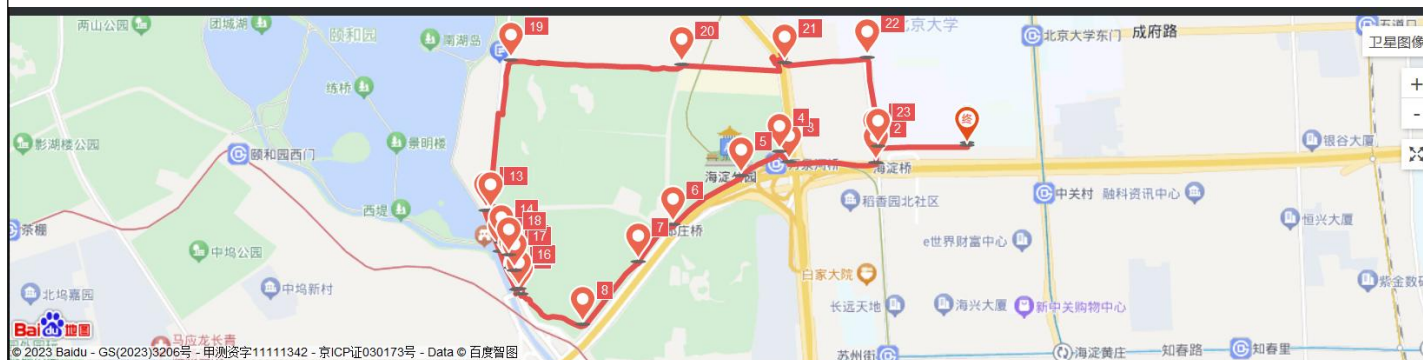 两山公园
团城湖
颐和园
南湖岛
19
20
21
22
北京大学
北京大学东门
成府路
五道口
卫星图像
练桥
影湖楼公园
颐和园西门
景明楼
4
3
5
23
2
终
银谷大厦
海淀公园
万泉河桥
海淀桥
13
6
中关村
融科资讯中心
稻香园北社区
西堤
14
18
17
16
7
茶棚
中坞公园
恒兴大厦
e世界财富中心
北坞嘉园
中坞新村
8
白家大院
长远天地
海兴大厦
新中关购物中心
紫金数码
Bai du 地图
马应龙长青
苏州街
海淀黄庄
知春路
知春里
© 2023 Baidu - GS(2023)3206号 - 甲测资字11111342 - 京ICP证030173号 - Data © 百度智图